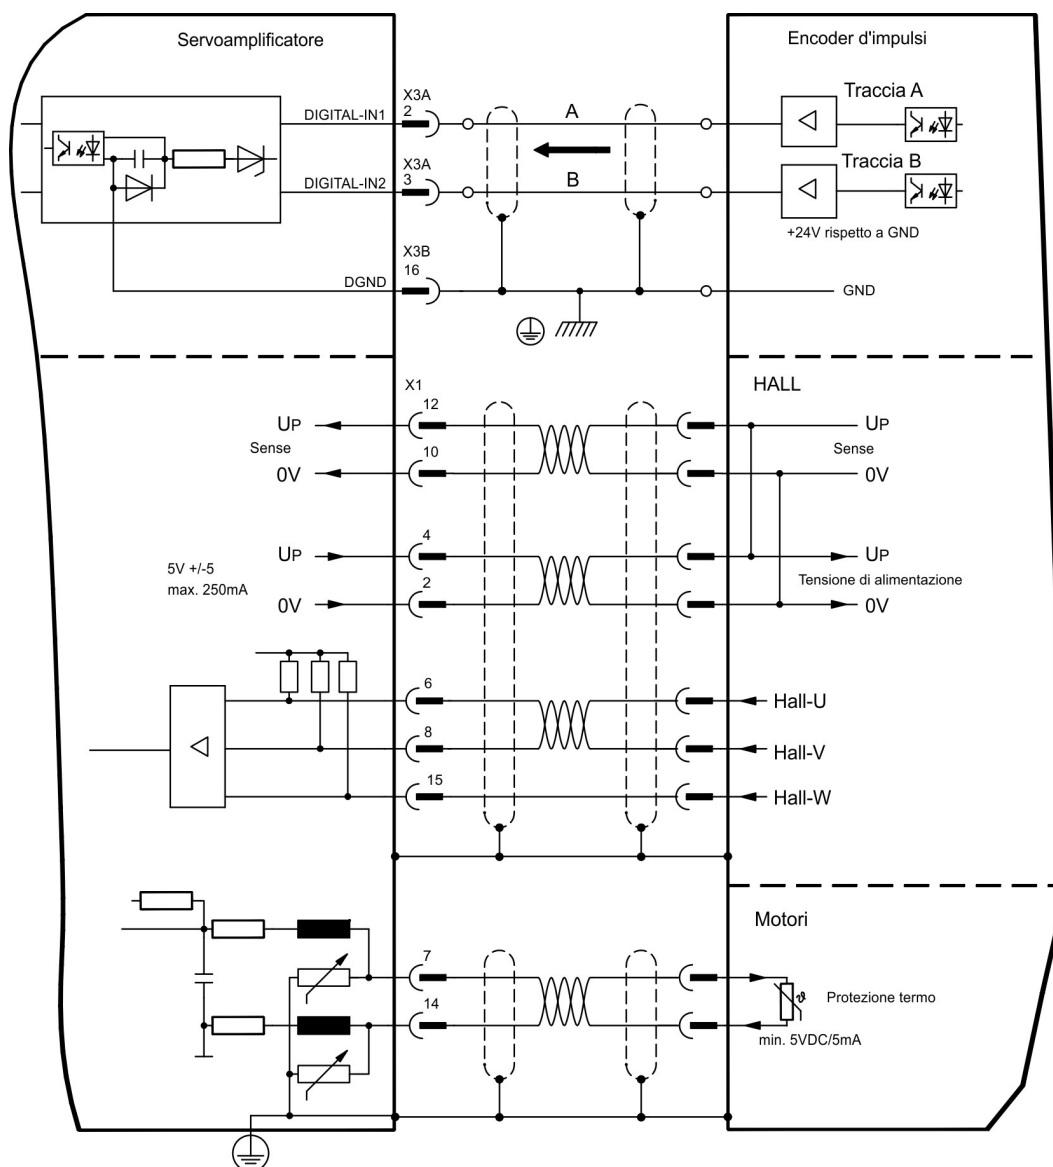 Servoamplificatore
Encoder d'impulsi
X3A
2
DIGITAL-IN1
A
Traccia A
X3A
3
DIGITAL-IN2
B
Traccia B
+24V rispetto a GND
X3B
16
DGND
GND
X1
HALL
12
UP
UP
Sense
10
Sense
0V
0V
4
UP
UP
5V +/-5
max. 250mA
Tensione di alimentazione
2
0V
0V
6
Hall-U
8
Hall-V
15
Hall-W
Motori
7
ϑ
Protezione termo
14
min. 5VDC/5mA